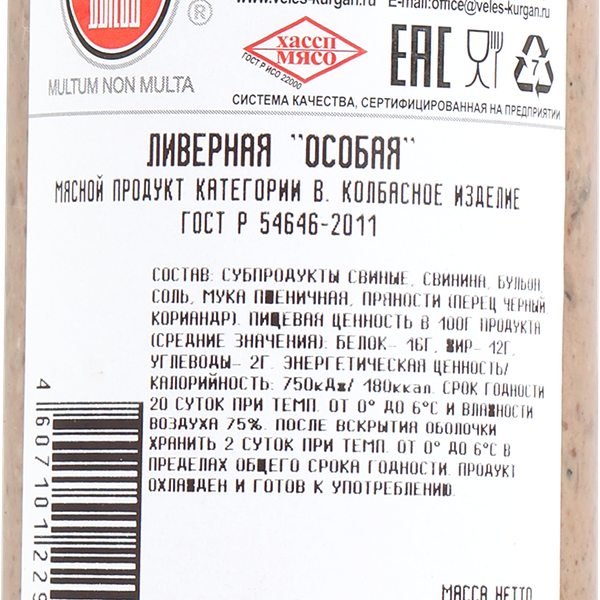 www.veles-kurgan.ru E-mail:office@veles-kurgan.ru
®
MULTUM NON MULTA
ХАССП
МЯСО
ГОСТ Р ИСО 22000
EAC
7
СИСТЕМА КАЧЕСТВА, СЕРТИФИЦИРОВАННАЯ НА ПРЕДПРИЯТИИ
ЛИВЕРНАЯ "ОСОБАЯ"
МЯСНОЙ ПРОДУКТ КАТЕГОРИИ В. КОЛБАСНОЕ ИЗДЕЛИЕ
ГОСТ Р 54646-2011
СОСТАВ: СУБПРОДУКТЫ СВИНЫЕ, СВИНИНА, БУЛЬОН,
СОЛЬ, МУКА ПШЕНИЧНАЯ, ПРЯНОСТИ (ПЕРЕЦ ЧЕРНЫЙ,
КОРИАНДР). ПИЩЕВАЯ ЦЕННОСТЬ В 100Г ПРОДУКТА
(СРЕДНИЕ ЗНАЧЕНИЯ): БЕЛОК- 16Г, ЖИР- 12Г,
УГЛЕВОДЫ- 2Г. ЭНЕРГЕТИЧЕСКАЯ ЦЕННОСТЬ/
КАЛОРИЙНОСТЬ: 750кДж/ 180ккал. СРОК ГОДНОСТИ
20 СУТОК ПРИ ТЕМП. ОТ 0° ДО 6°С И ВЛАЖНОСТИ
ВОЗДУХА 75%. ПОСЛЕ ВСКРЫТИЯ ОБОЛОЧКИ
ХРАНИТЬ 2 СУТОК ПРИ ТЕМП. ОТ 0° ДО 6°С В
ПРЕДЕЛАХ ОБЩЕГО СРОКА ГОДНОСТИ. ПРОДУКТ
ОХЛАЖДЕН И ГОТОВ К УПОТРЕБЛЕНИЮ.
4 607101 229
МАССА НЕТТО